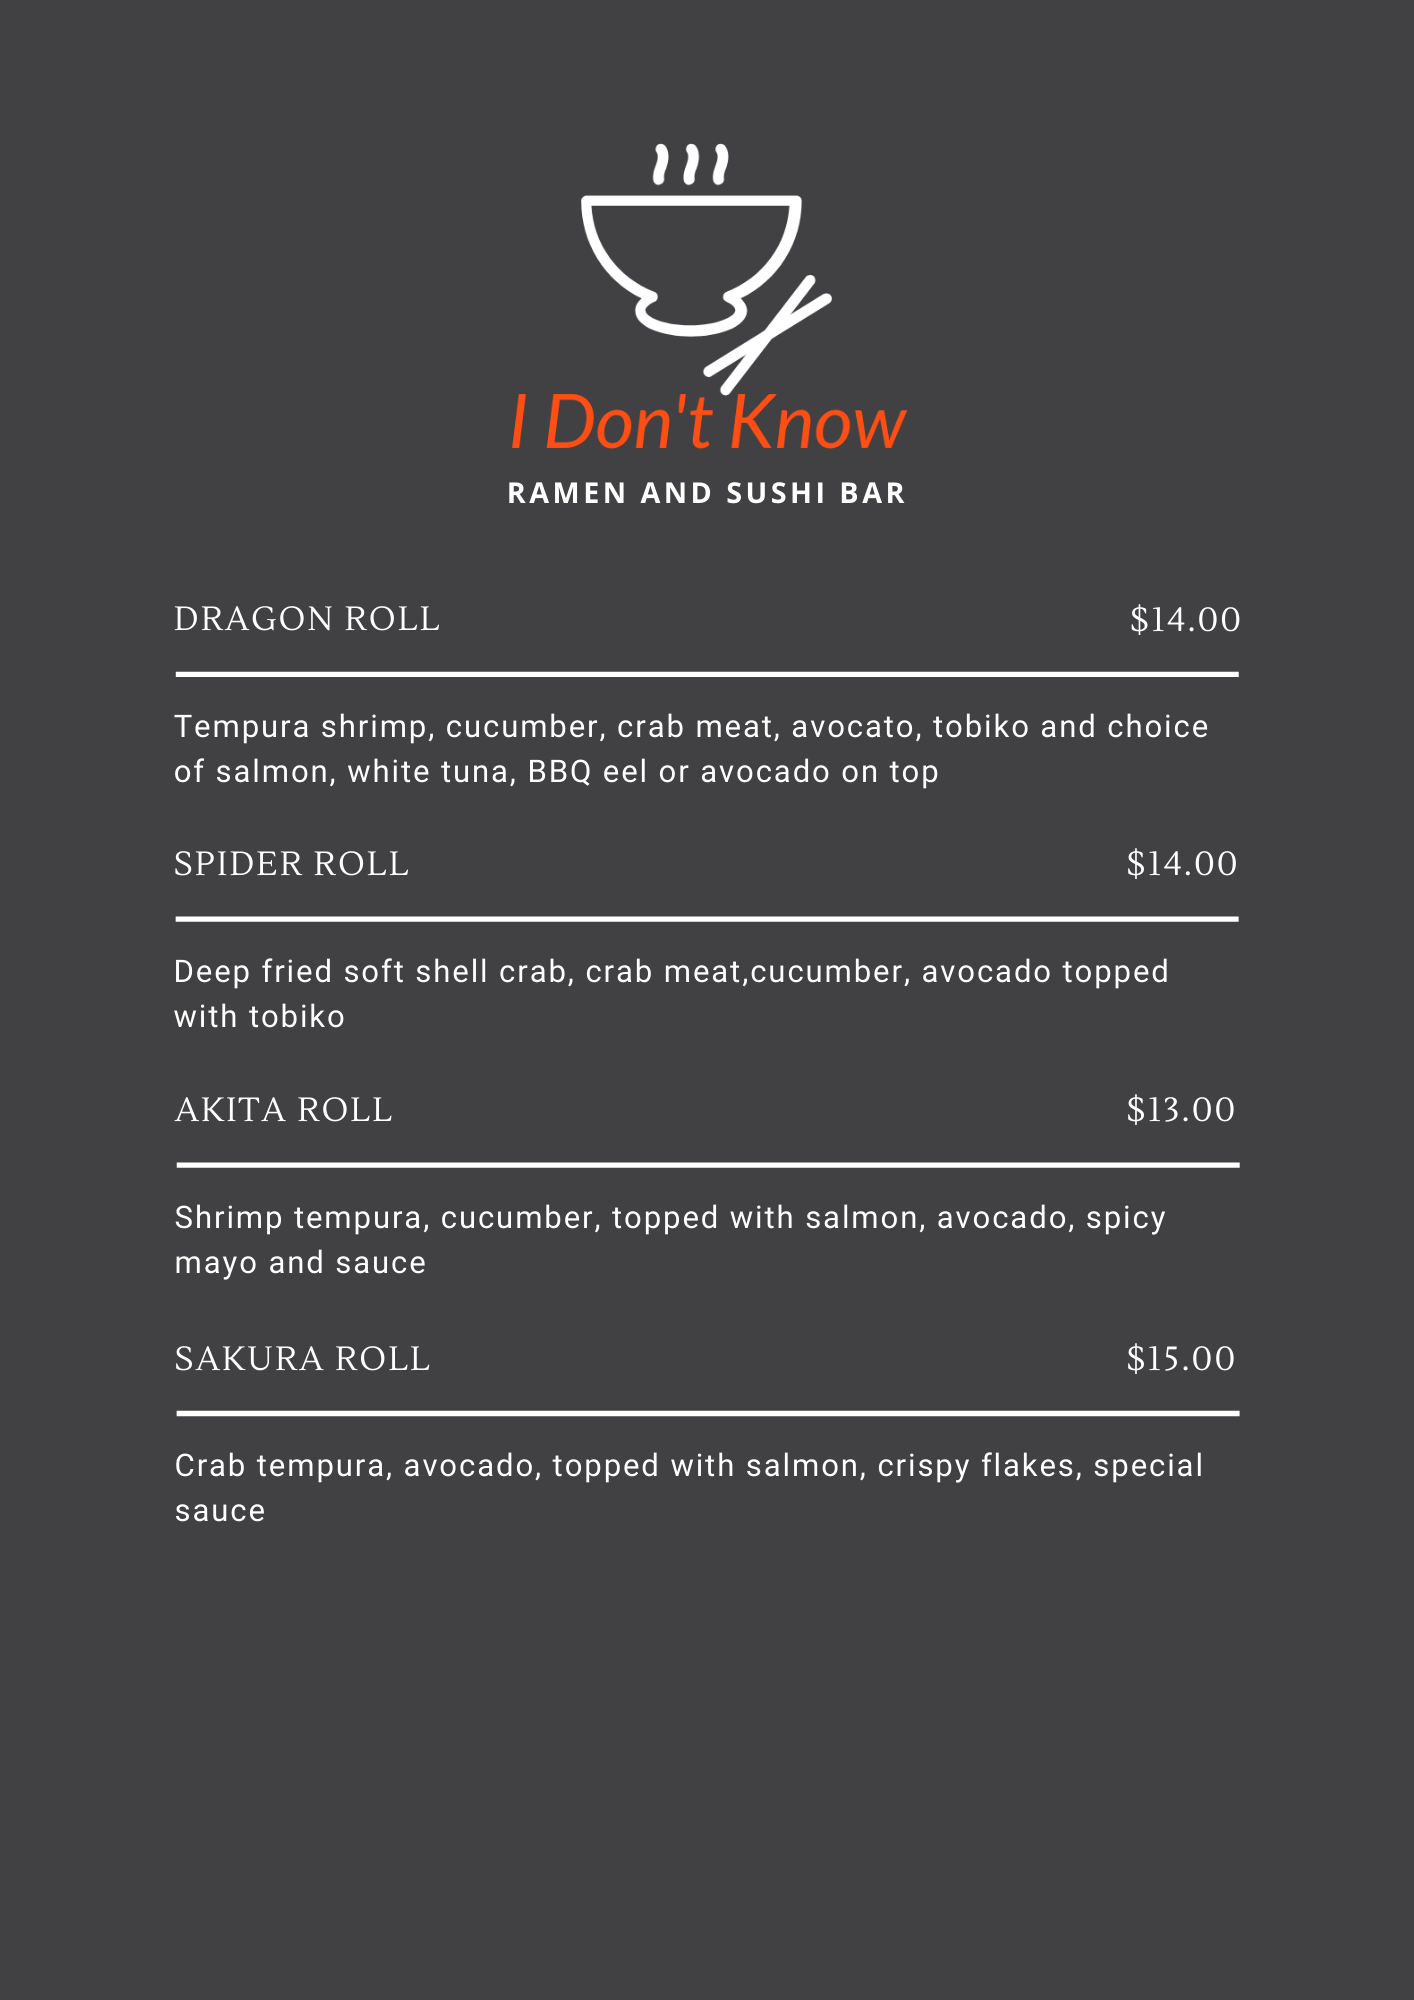 I Don't Know
RAMEN AND SUSHI BAR
DRAGON ROLL $14.00
Tempura shrimp, cucumber, crab meat, avocato, tobiko and choice
of salmon, white tuna, BBQ eel or avocado on top
SPIDER ROLL $14.00
Deep fried soft shell crab, crab meat,cucumber, avocado topped
with tobiko
AKITA ROLL $13.00
Shrimp tempura, cucumber, topped with salmon, avocado, spicy
mayo and sauce
SAKURA ROLL $15.00
Crab tempura, avocado, topped with salmon, crispy flakes, special
sauce